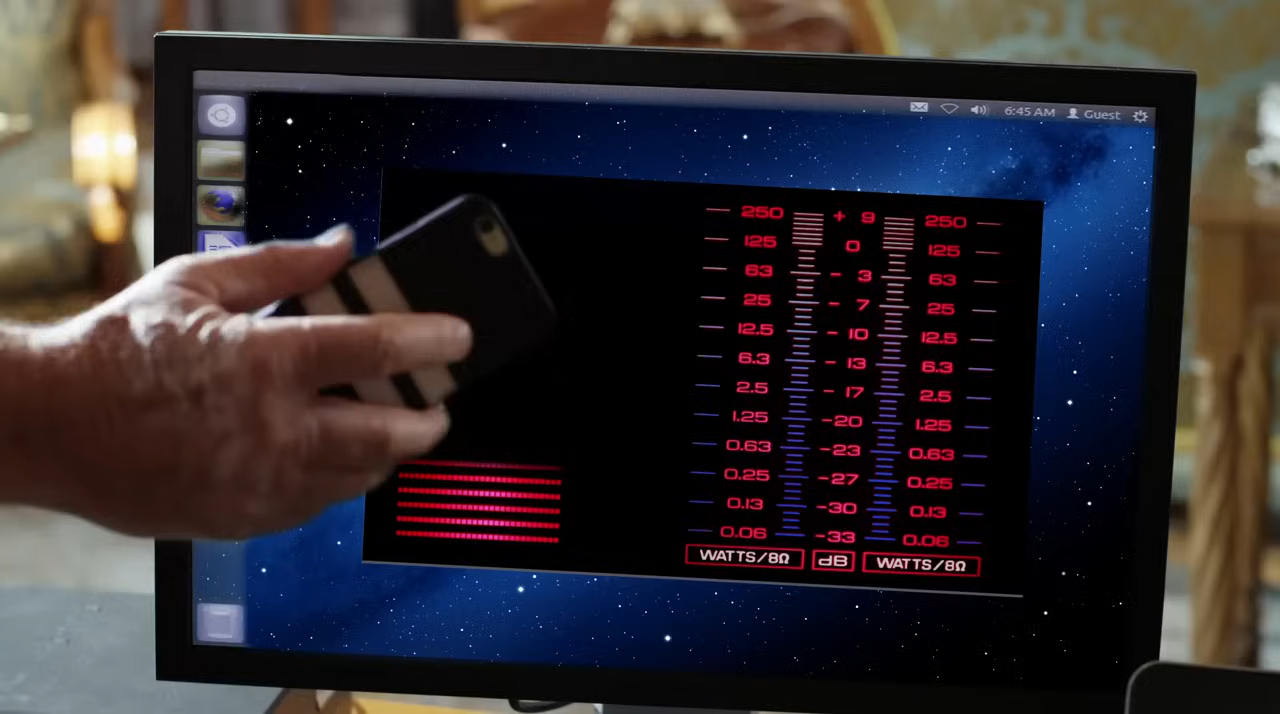 6:45 AM Guest
250 + 9 250
125 0 125
63 - 3 63
25 - 7 25
12.5 - 10 12.5
6.3 - 13 6.3
2.5 - 17 2.5
1.25 -20 1.25
0.63 -23 0.63
0.25 -27 0.25
0.13 -30 0.13
0.06 -33 0.06
WATTS/8Ω dB WATTS/8Ω